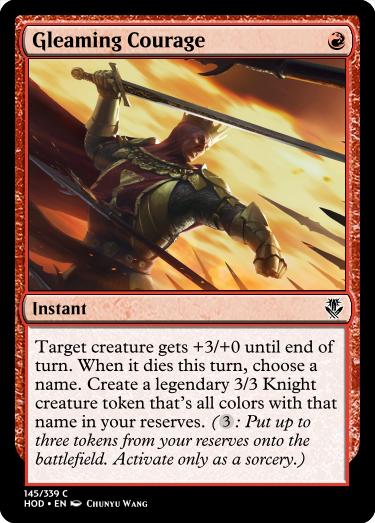 Gleaming Courage
Instant
Target creature gets +3/+0 until end of
turn. When it dies this turn, choose a
name. Create a legendary 3/3 Knight
creature token that's all colors with that
name in your reserves. (3: Put up to
three tokens from your reserves onto the
battlefield. Activate only as a sorcery.)
145/339 C
HOD • EN Chunyu Wang